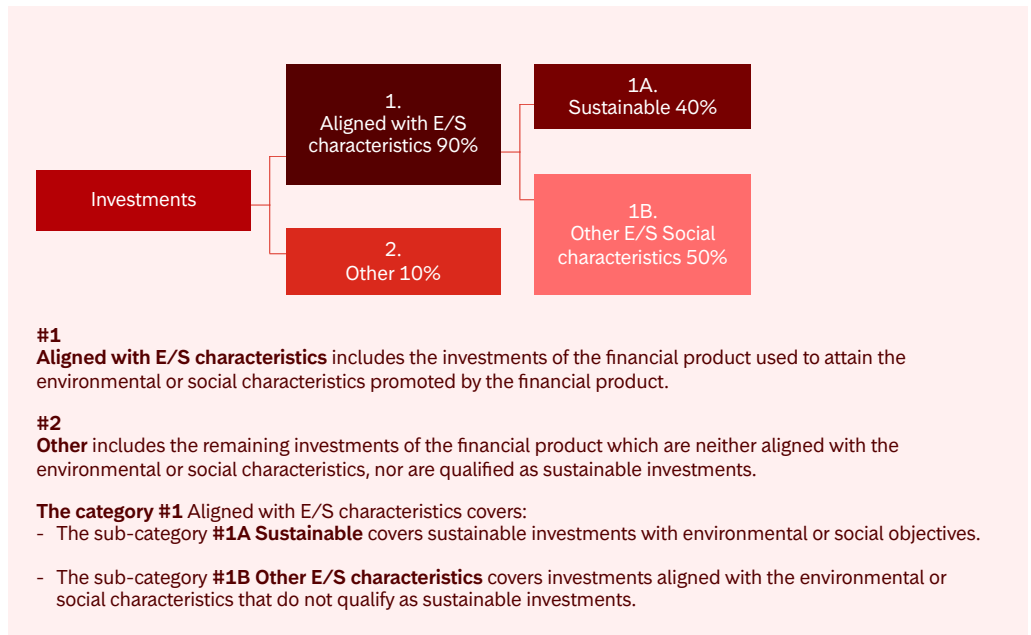 1.
Aligned with E/S
characteristics 90%
1A.
Sustainable 40%
Investments
1B.
Other E/S Social
characteristics 50%
2.
Other 10%
#1
Aligned with E/S characteristics includes the investments of the financial product used to attain the
environmental or social characteristics promoted by the financial product.
#2
Other includes the remaining investments of the financial product which are neither aligned with the
environmental or social characteristics, nor are qualified as sustainable investments.
The category #1 Aligned with E/S characteristics covers:
- The sub-category #1A Sustainable covers sustainable investments with environmental or social objectives.
- The sub-category #1B Other E/S characteristics covers investments aligned with the environmental or
social characteristics that do not qualify as sustainable investments.